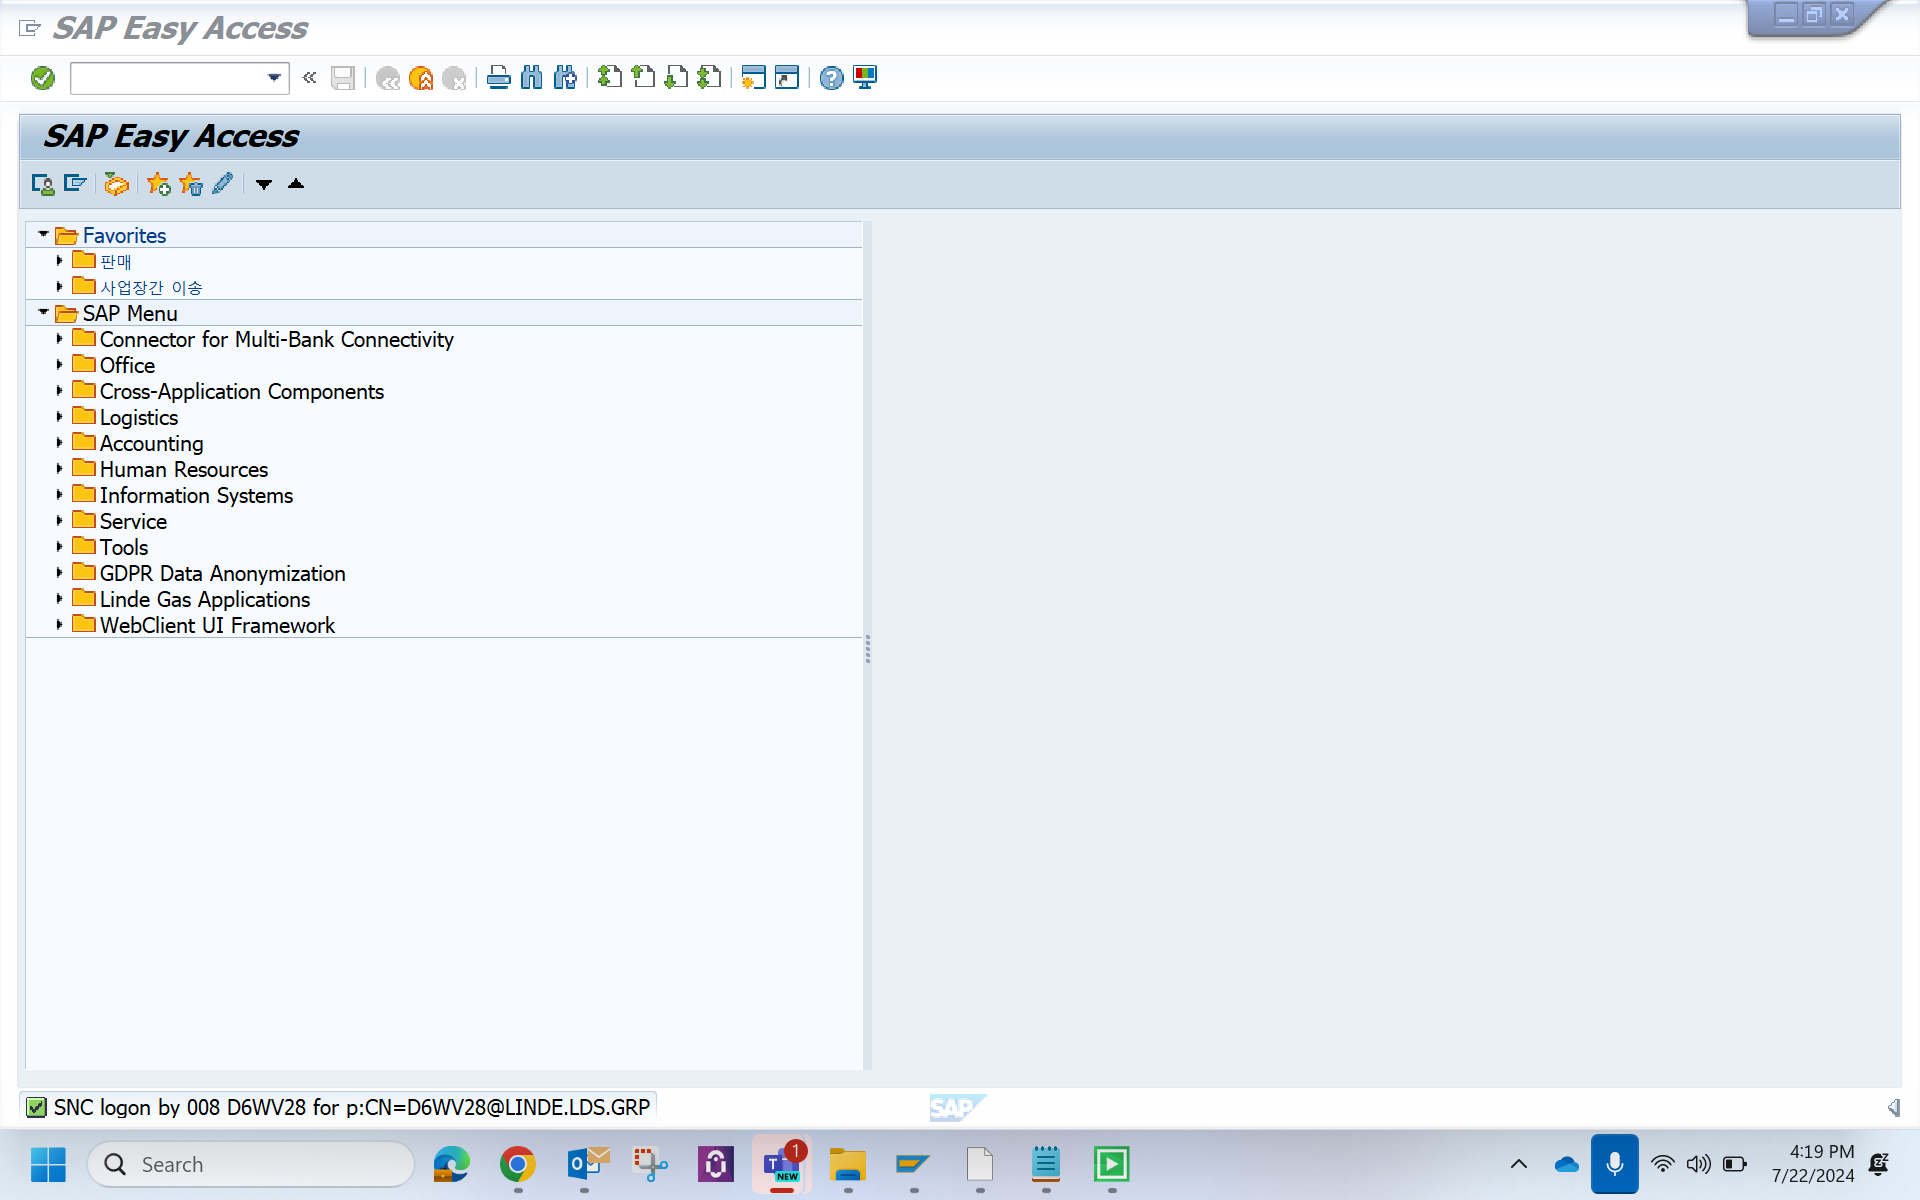 SAP Easy Access
SAP Easy Access
Favorites
판매
사업장간 이송
SAP Menu
Connector for Multi-Bank Connectivity
Office
Cross-Application Components
Logistics
Accounting
Human Resources
Information Systems
Service
Tools
GDPR Data Anonymization
Linde Gas Applications
WebClient UI Framework
SNC logon by 008 D6WV28 for p:CN=D6WV28@LINDE.LDS.GRP
SAP
Search
1
NEW
4:19 PM
7/22/2024